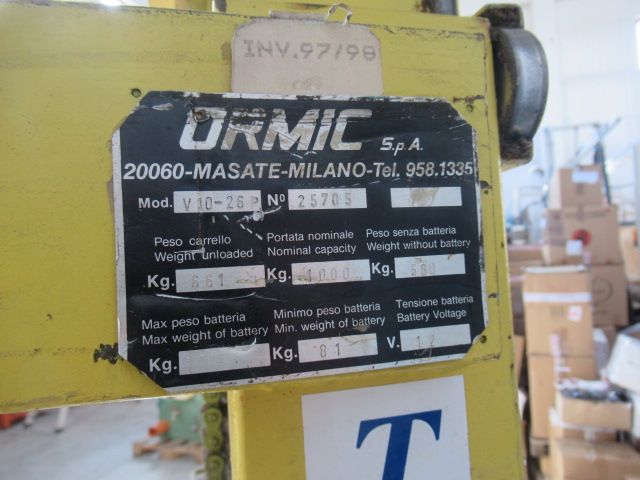 INV.97/98
ORMIC S.p.A.
20060-MASATE-MILANO-Tel. 958.1335
Mod. V10-26P Nº 25705
Peso carrello Portata nominale Peso senza batteria
Weight unloaded Nominal capacity Weight without battery
Kg. 661 Kg. 1000 Kg. 580
Max peso batteria Minimo peso batteria Tensione batteria
Max weight of battery Min. weight of battery Battery Voltage
Kg. Kg. 81 V. 12
T